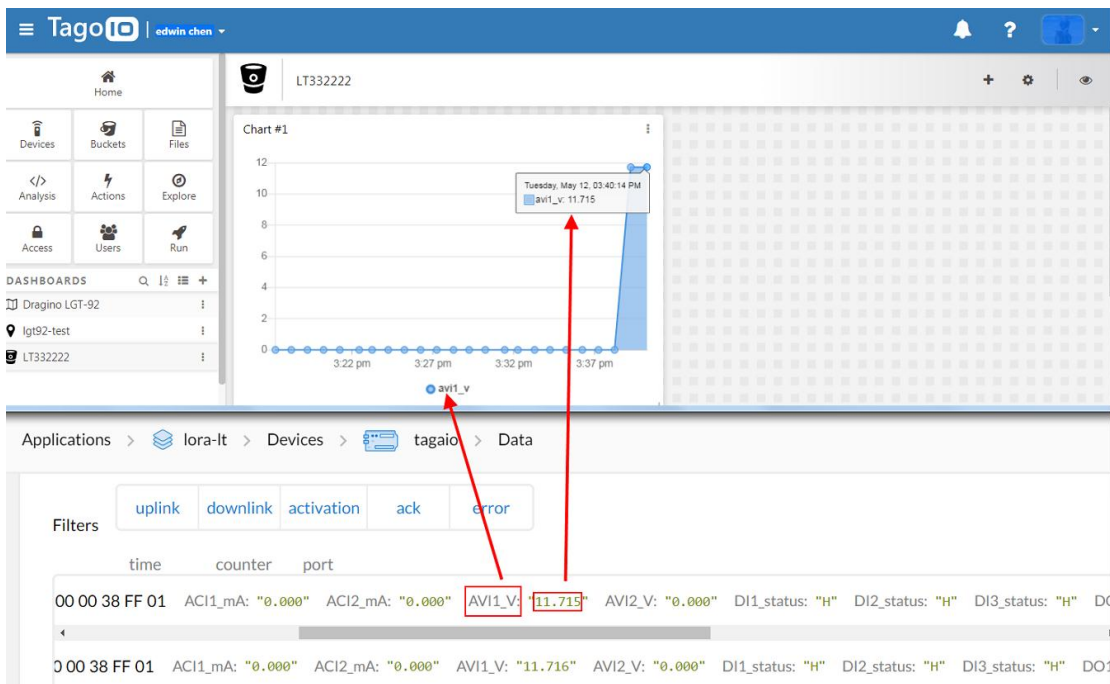 TagoIO | edwin chen
Home
Devices Buckets Files
Analysis Actions Explore
Access Users Run
DASHBOARDS
Dragino LGT-92
lgt92-test
LT332222
LT332222
Chart #1
12
10
8
6
4
2
0
Tuesday, May 12, 03:40:14 PM
avi1_v: 11.715
3:22 pm 3:27 pm 3:32 pm 3:37 pm
avi1_v
Applications > lora-lt > Devices > tagaio > Data
Filters uplink downlink activation ack error
time counter port
00 00 38 FF 01 ACI1_mA: "0.000" ACI2_mA: "0.000" AVI1_V: "11.715" AVI2_V: "0.000" DI1_status: "H" DI2_status: "H" DI3_status: "H"
00 38 FF 01 ACI1_mA: "0.000" ACI2_mA: "0.000" AVI1_V: "11.716" AVI2_V: "0.000" DI1_status: "H" DI2_status: "H" DI3_status: "H"